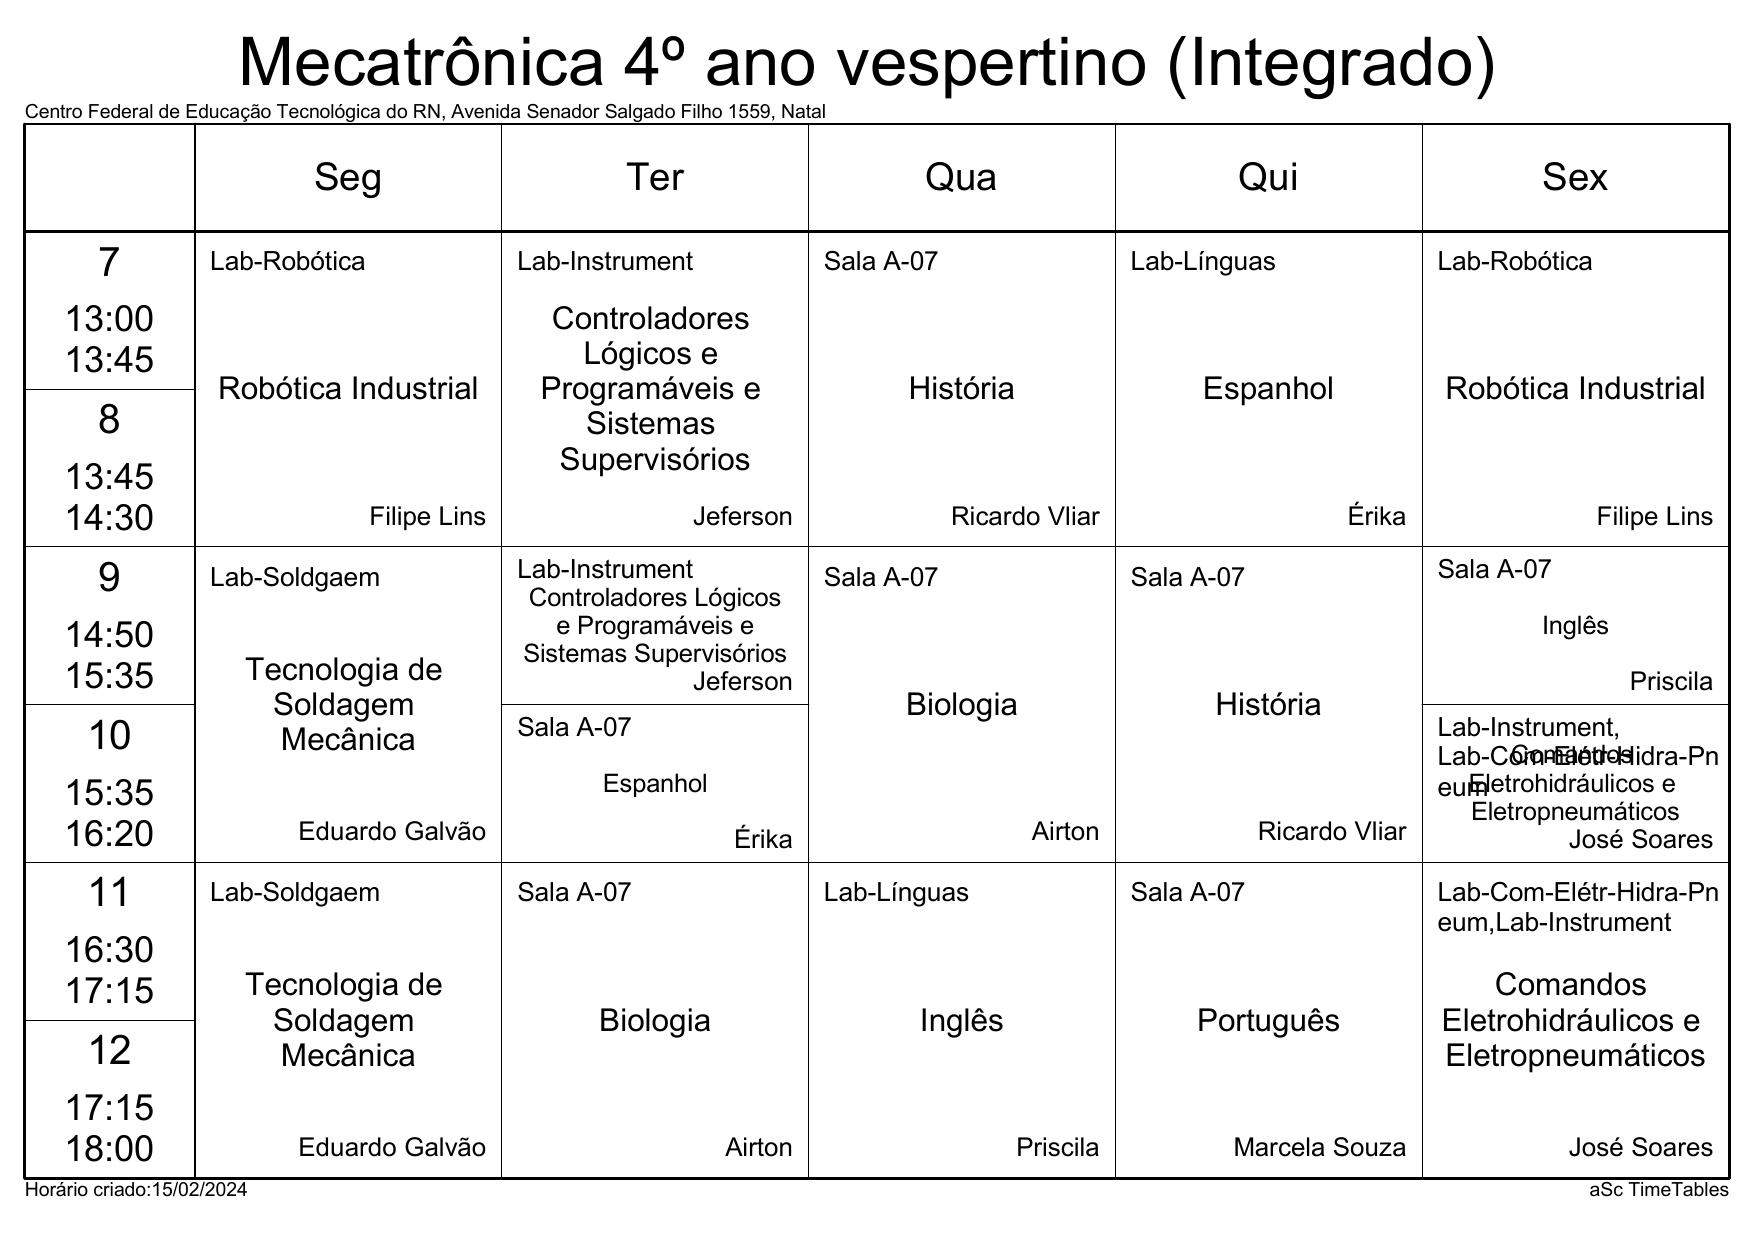 Mecatrônica 4º ano vespertino (Integrado)
Centro Federal de Educação Tecnológica do RN, Avenida Senador Salgado Filho 1559, Natal
Seg
Ter
Qua
Qui
Sex
7
13:00
13:45
Lab-Robótica
Robótica Industrial
Filipe Lins
Lab-Instrument
Controladores
Lógicos e
Programáveis e
Sistemas
Supervisórios
Jeferson
Sala A-07
História
Ricardo Vliar
Lab-Línguas
Espanhol
Érika
Lab-Robótica
Robótica Industrial
Filipe Lins
8
13:45
14:30
9
14:50
15:35
Lab-Soldgaem
Tecnologia de
Soldagem
Mecânica
Eduardo Galvão
Lab-Instrument
Controladores Lógicos
e Programáveis e
Sistemas Supervisórios
Jeferson
Sala A-07
Biologia
Airton
Sala A-07
História
Ricardo Vliar
Sala A-07
Inglês
Priscila
10
15:35
16:20
Sala A-07
Espanhol
Érika
Lab-Instrument,
Lab-Com-Elétr-Hidra-Pn
eum
Comandos
Eletrohidráulicos e
Eletropneumáticos
José Soares
11
16:30
17:15
Lab-Soldgaem
Tecnologia de
Soldagem
Mecânica
Eduardo Galvão
Sala A-07
Biologia
Airton
Lab-Línguas
Inglês
Priscila
Sala A-07
Português
Marcela Souza
Lab-Com-Elétr-Hidra-Pn
eum,Lab-Instrument
Comandos
Eletrohidráulicos e
Eletropneumáticos
José Soares
12
17:15
18:00
Horário criado:15/02/2024
aSc TimeTables